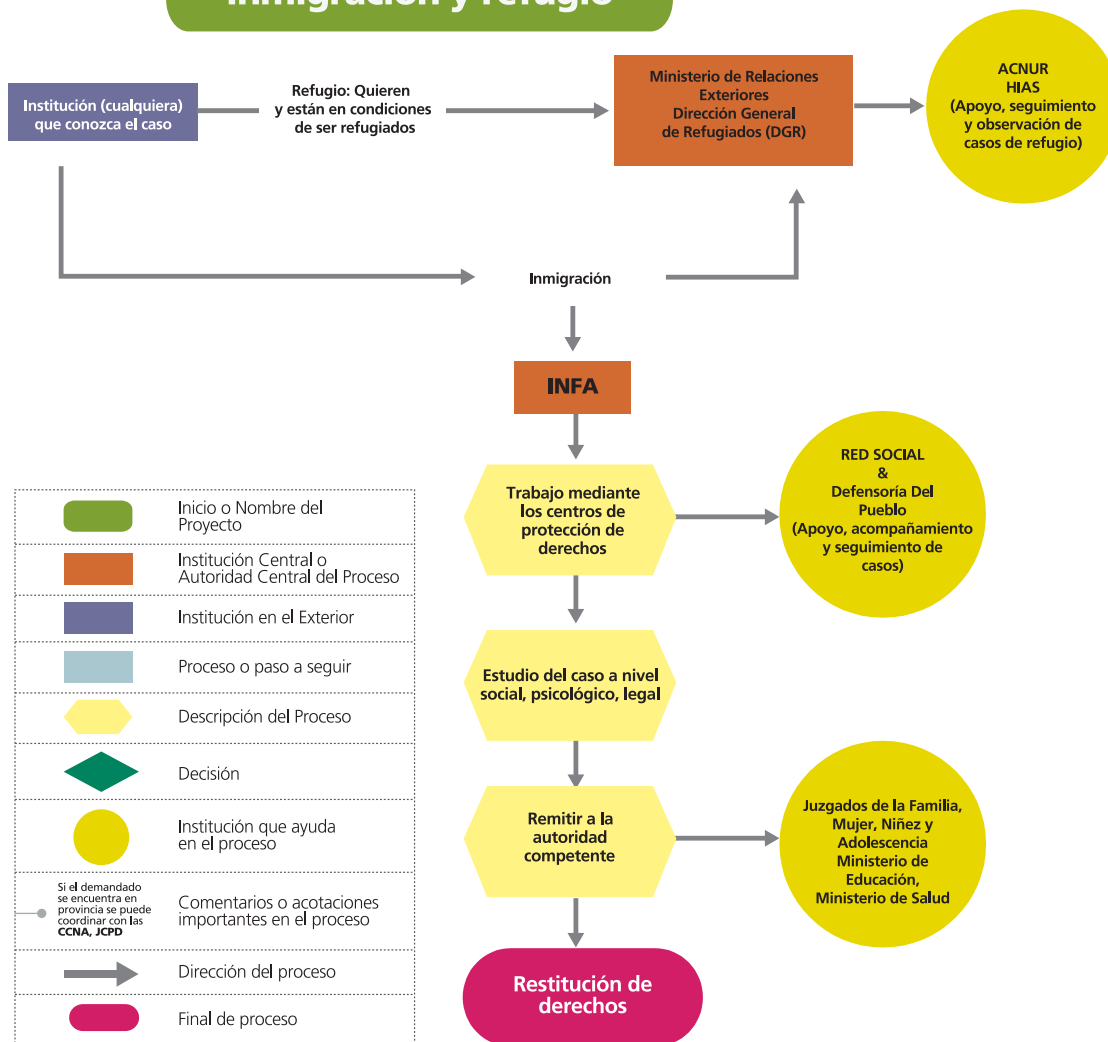 Inmigración y refugio
Institución (cualquiera)
que conozca el caso
Refugio: Quieren
y están en condiciones
de ser refugiados
Ministerio de Relaciones
Exteriores
Dirección General
de Refugiados (DGR)
ACNUR
HIAS
(Apoyo, seguimiento
y observación de
casos de refugio)
Inmigración
INFA
Trabajo mediante
los centros de
protección de
derechos
RED SOCIAL
&
Defensoría Del
Pueblo
(Apoyo, acompañamiento
y seguimiento de
casos)
Estudio del caso a nivel
social, psicológico, legal
Remitir a la
autoridad
competente
Juzgados de la Familia,
Mujer, Niñez y
Adolescencia
Ministerio de
Educación,
Ministerio de Salud
Restitución de
derechos
Inicio o Nombre del
Proyecto
Institución Central o
Autoridad Central del Proceso
Institución en el Exterior
Proceso o paso a seguir
Descripción del Proceso
Decisión
Institución que ayuda
en el proceso
Si el demandado
se encuentra en
provincia se puede
coordinar con las
CCNA, JCPD
Comentarios o acotaciones
importantes en el proceso
Dirección del proceso
Final de proceso